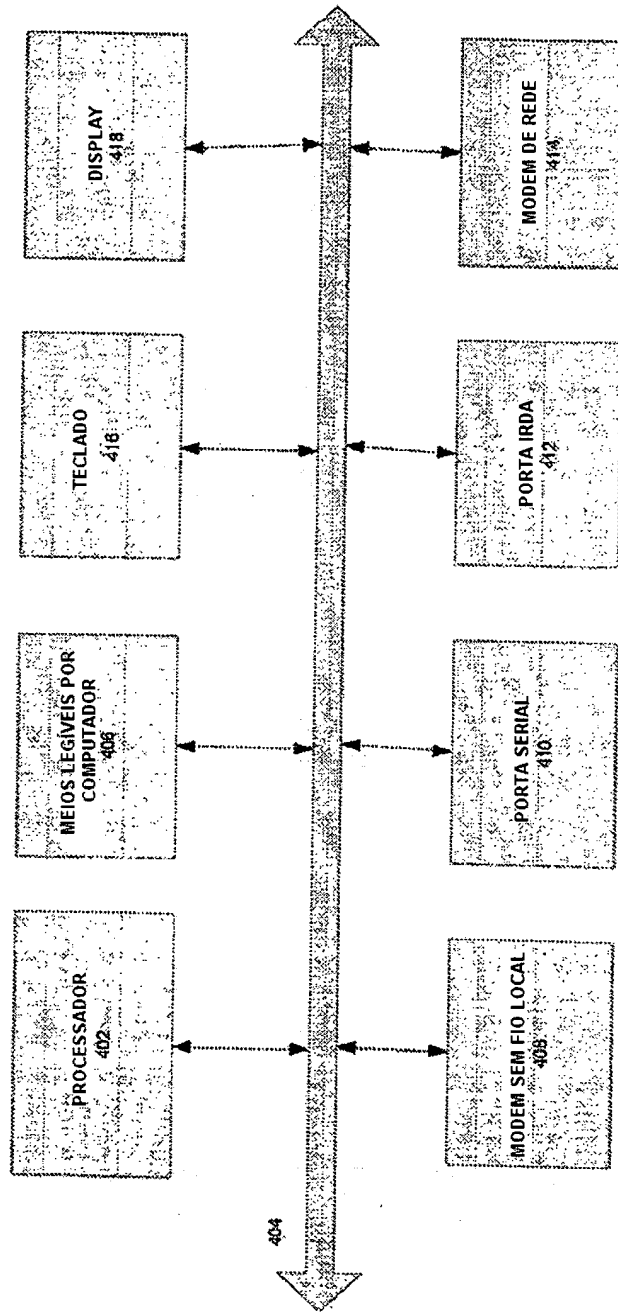 PROCESSADOR
402
MEIOS LEGÍVEIS POR
COMPUTADOR
406
TECLADO
416
DISPLAY
418
404
MODEM SEM FIO LOCAL
408
PORTA SERIAL
410
PORTA IRDA
412
MODEM DE REDE
414